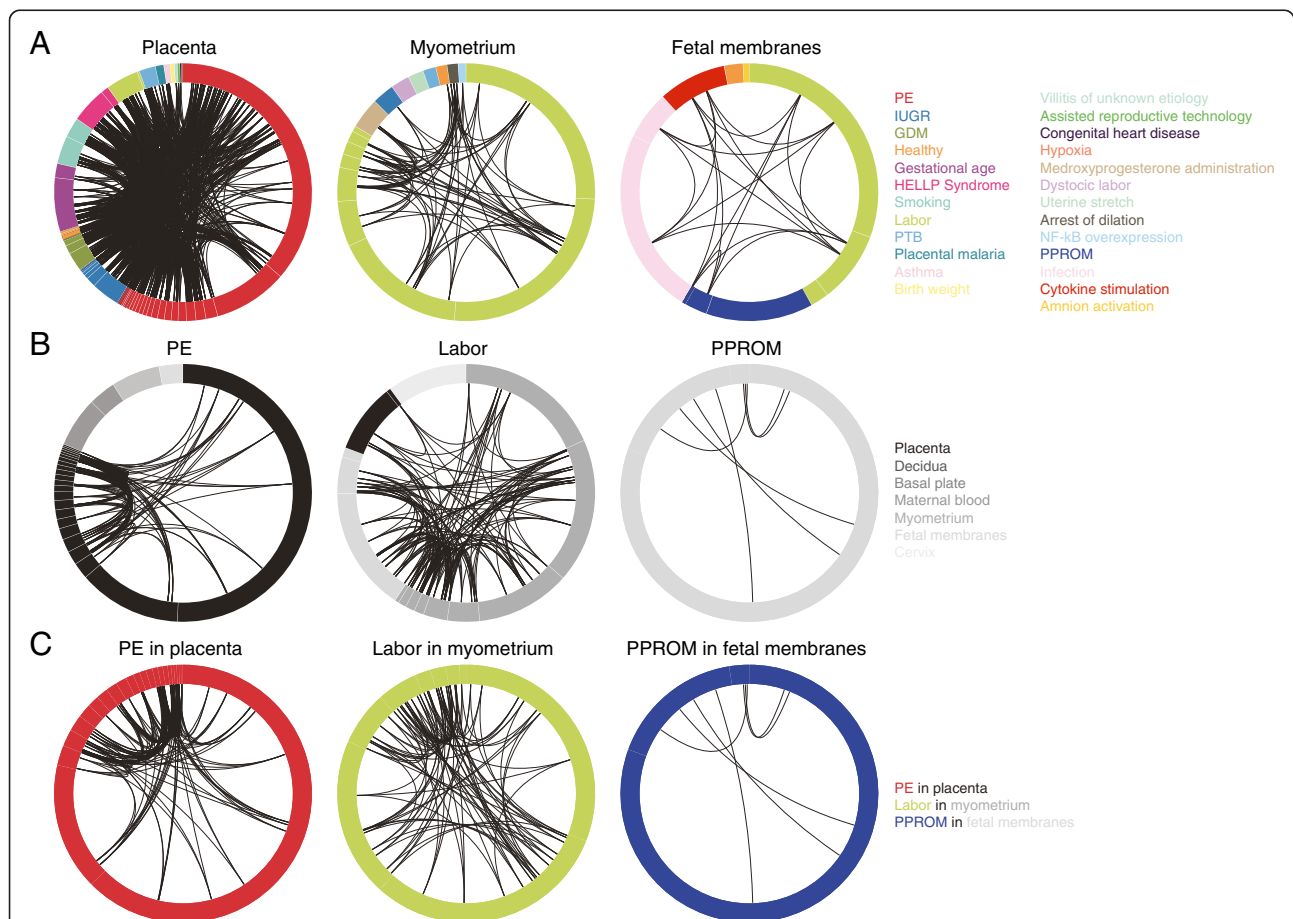 A
Placenta
Myometrium
Fetal membranes
PE
IUGR
GDM
Healthy
Gestational age
HELLP Syndrome
Smoking
Labor
PTB
Placental malaria
Asthma
Birth weight
Villitis of unknown etiology
Assisted reproductive technology
Congenital heart disease
Hypoxia
Medroxyprogesterone administration
Dystocic labor
Uterine stretch
Arrest of dilation
NF-kB overexpression
PPROM
Infection
Cytokine stimulation
Amnion activation
B
PE
Labor
PPROM
Placenta
Decidua
Basal plate
Maternal blood
Myometrium
Fetal membranes
Cervix
C
PE in placenta
Labor in myometrium
PPROM in fetal membranes
PE in placenta
Labor in myometrium
PPROM in fetal membranes